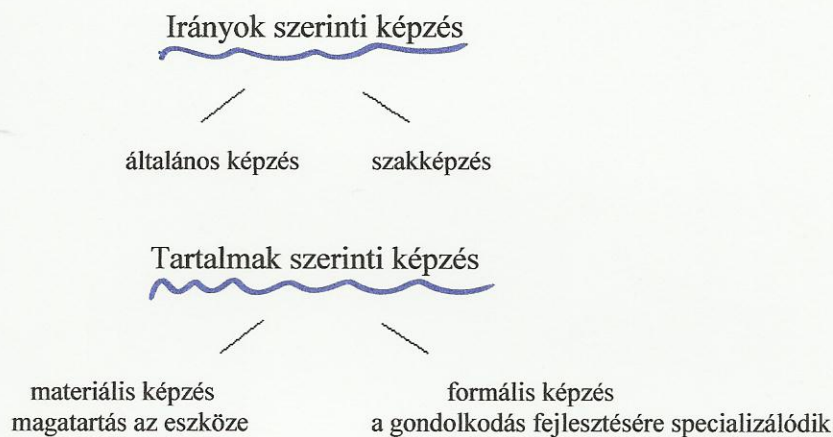 Irányok szerinti képzés
általános képzés szakképzés
Tartalmak szerinti képzés
materiális képzés formális képzés
magatartás az eszköze a gondolkodás fejlesztésére specializálódik